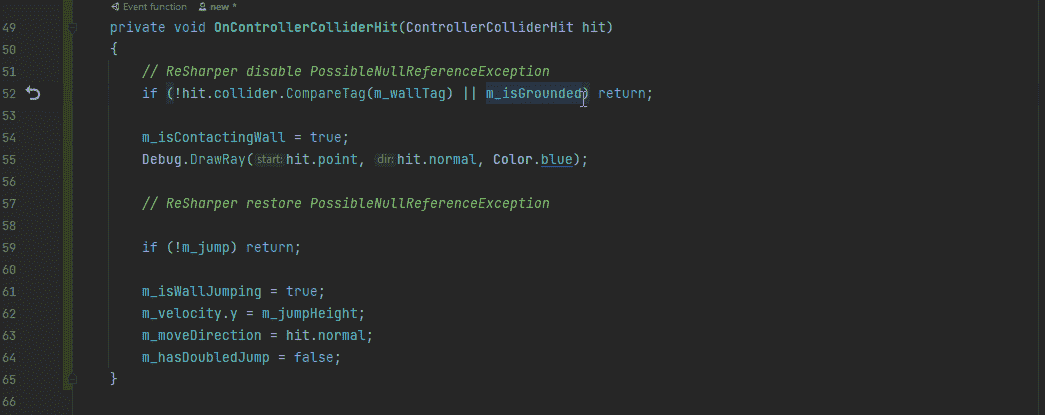 Event function new *
49 private void OnControllerColliderHit(ControllerColliderHit hit)
50 {
51 // ReSharper disable PossibleNullReferenceException
52 if (!hit.collider.CompareTag(m_wallTag) || m_isGrounded) return;
53
54 m_isContactingWall = true;
55 Debug.DrawRay(start:hit.point, dir:hit.normal, Color.blue);
56
57 // ReSharper restore PossibleNullReferenceException
58
59 if (!m_jump) return;
60
61 m_isWallJumping = true;
62 m_velocity.y = m_jumpHeight;
63 m_moveDirection = hit.normal;
64 m_hasDoubledJump = false;
65 }
66